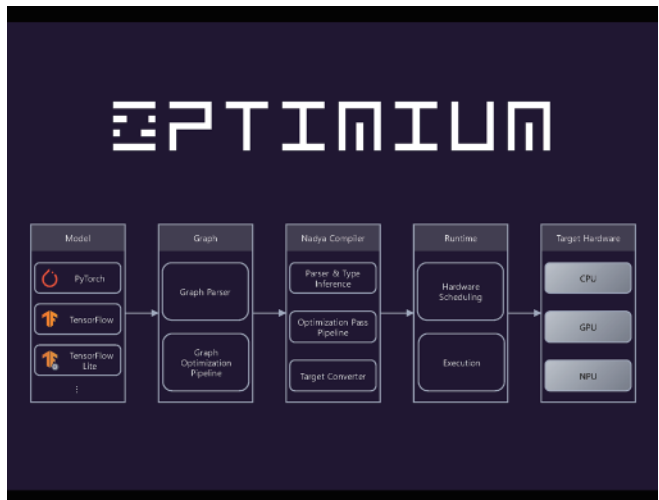 OPTIMIUM
Model
PyTorch
TensorFlow
TensorFlow
Lite
⋮
Graph
Graph Parser
Graph
Optimization
Pipeline
Nadya Compiler
Parser & Type
Inference
Optimization Pass
Pipeline
Target Converter
Runtime
Hardware
Scheduling
Execution
Target Hardware
CPU
GPU
NPU